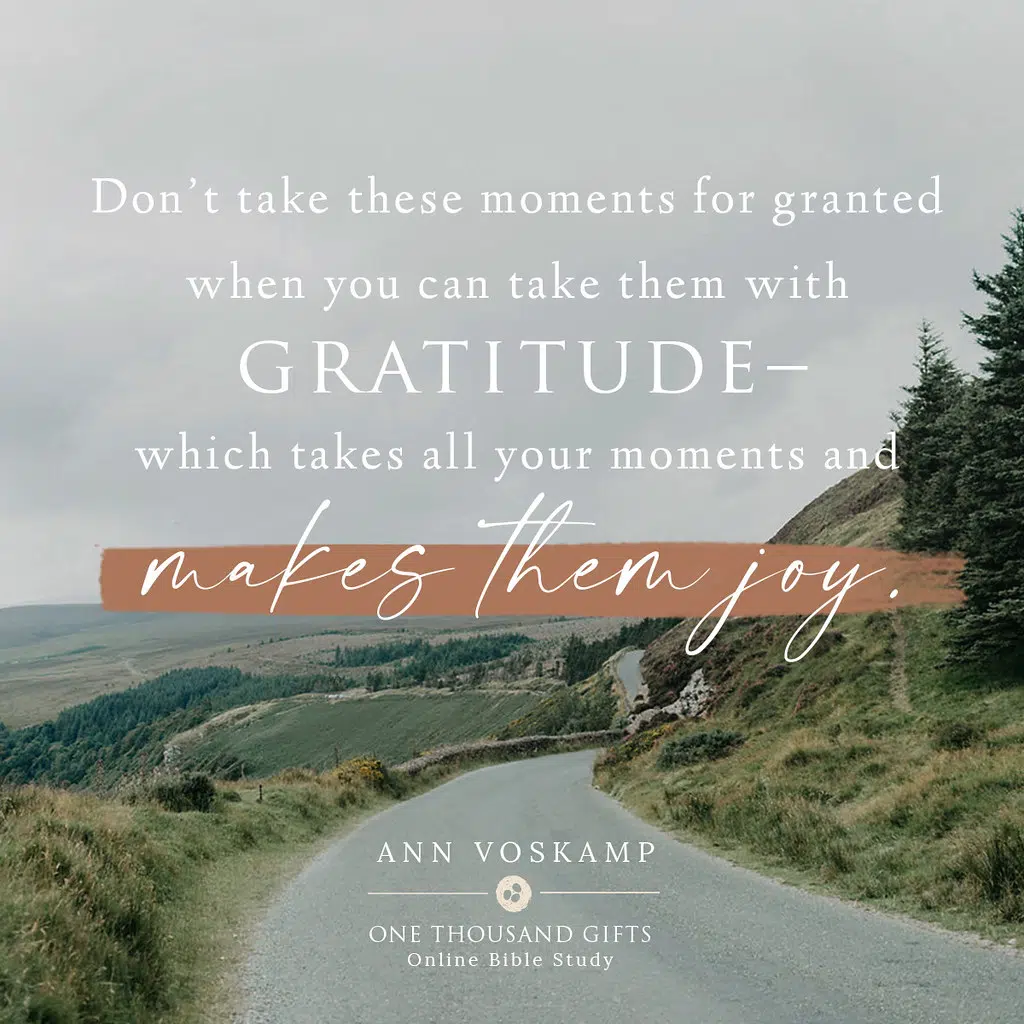 Don't take these moments for granted
when you can take them with
GRATITUDE—
which takes all your moments and
makes them joy.
ANN VOSKAMP
ONE THOUSAND GIFTS
Online Bible Study